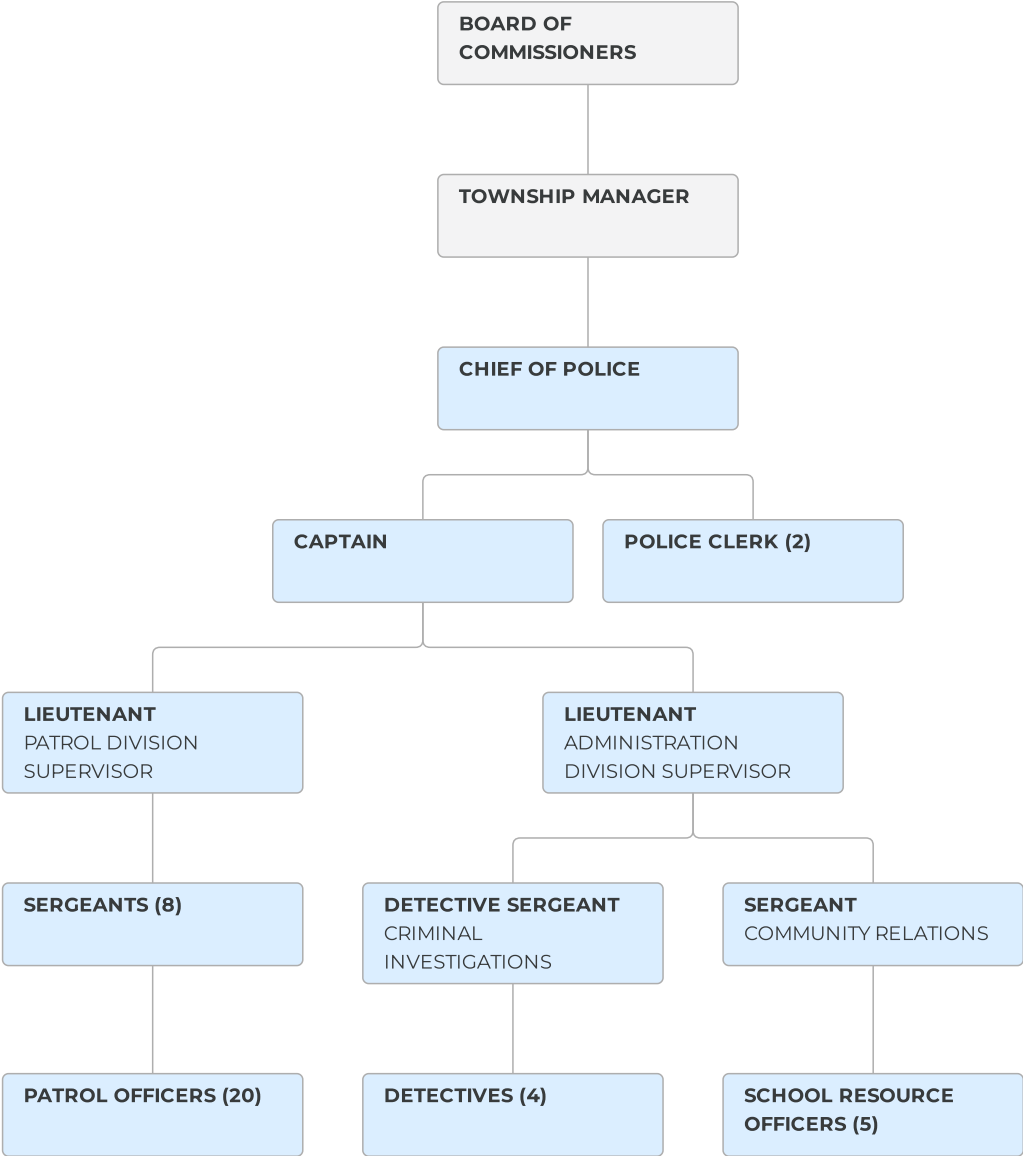 BOARD OF
COMMISSIONERS
TOWNSHIP MANAGER
CHIEF OF POLICE
CAPTAIN
POLICE CLERK (2)
LIEUTENANT
PATROL DIVISION
SUPERVISOR
LIEUTENANT
ADMINISTRATION
DIVISION SUPERVISOR
SERGEANTS (8)
DETECTIVE SERGEANT
CRIMINAL
INVESTIGATIONS
SERGEANT
COMMUNITY RELATIONS
PATROL OFFICERS (20)
DETECTIVES (4)
SCHOOL RESOURCE
OFFICERS (5)